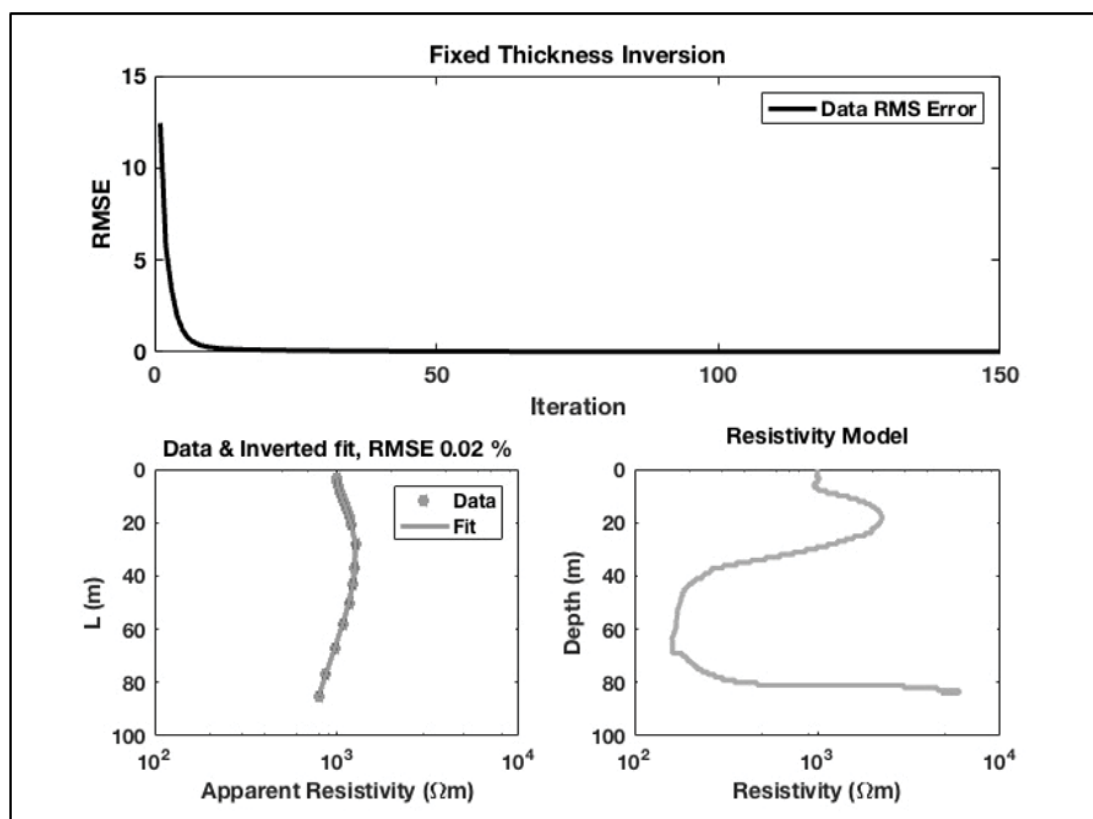 Fixed Thickness Inversion
15
10
5
0
RMSE
Data RMS Error
0 50 100 150
Iteration
Data & Inverted fit, RMSE 0.02 %
0
20
40
60
80
100
L (m)
Data
Fit
10² 10³ 10⁴
Apparent Resistivity (Ωm)
Resistivity Model
0
20
40
60
80
100
Depth (m)
10² 10³ 10⁴
Resistivity (Ωm)